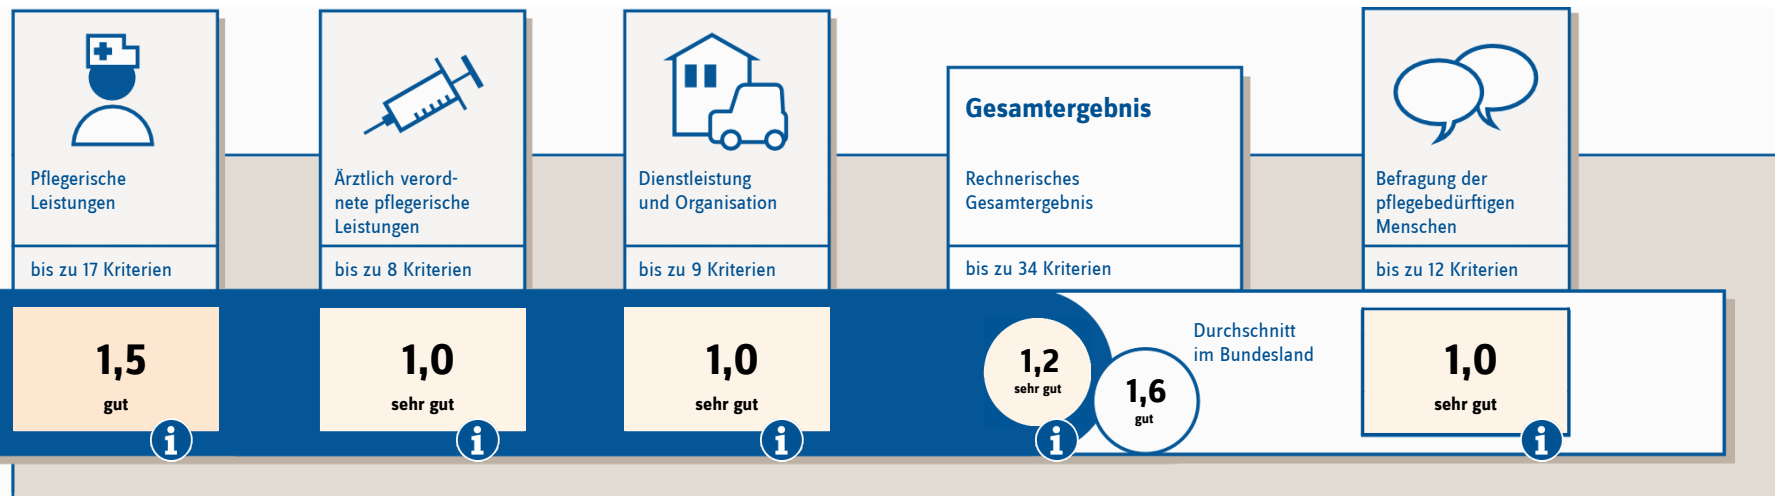 Pflegerische
Leistungen
bis zu 17 Kriterien
1,5
gut
Ärztlich verord-
nete pflegerische
Leistungen
bis zu 8 Kriterien
1,0
sehr gut
Dienstleistung
und Organisation
bis zu 9 Kriterien
1,0
sehr gut
Gesamtergebnis
Rechnerisches
Gesamtergebnis
bis zu 34 Kriterien
1,2
sehr gut
Durchschnitt
im Bundesland
1,6
gut
Befragung der
pflegebedürftigen
Menschen
bis zu 12 Kriterien
1,0
sehr gut